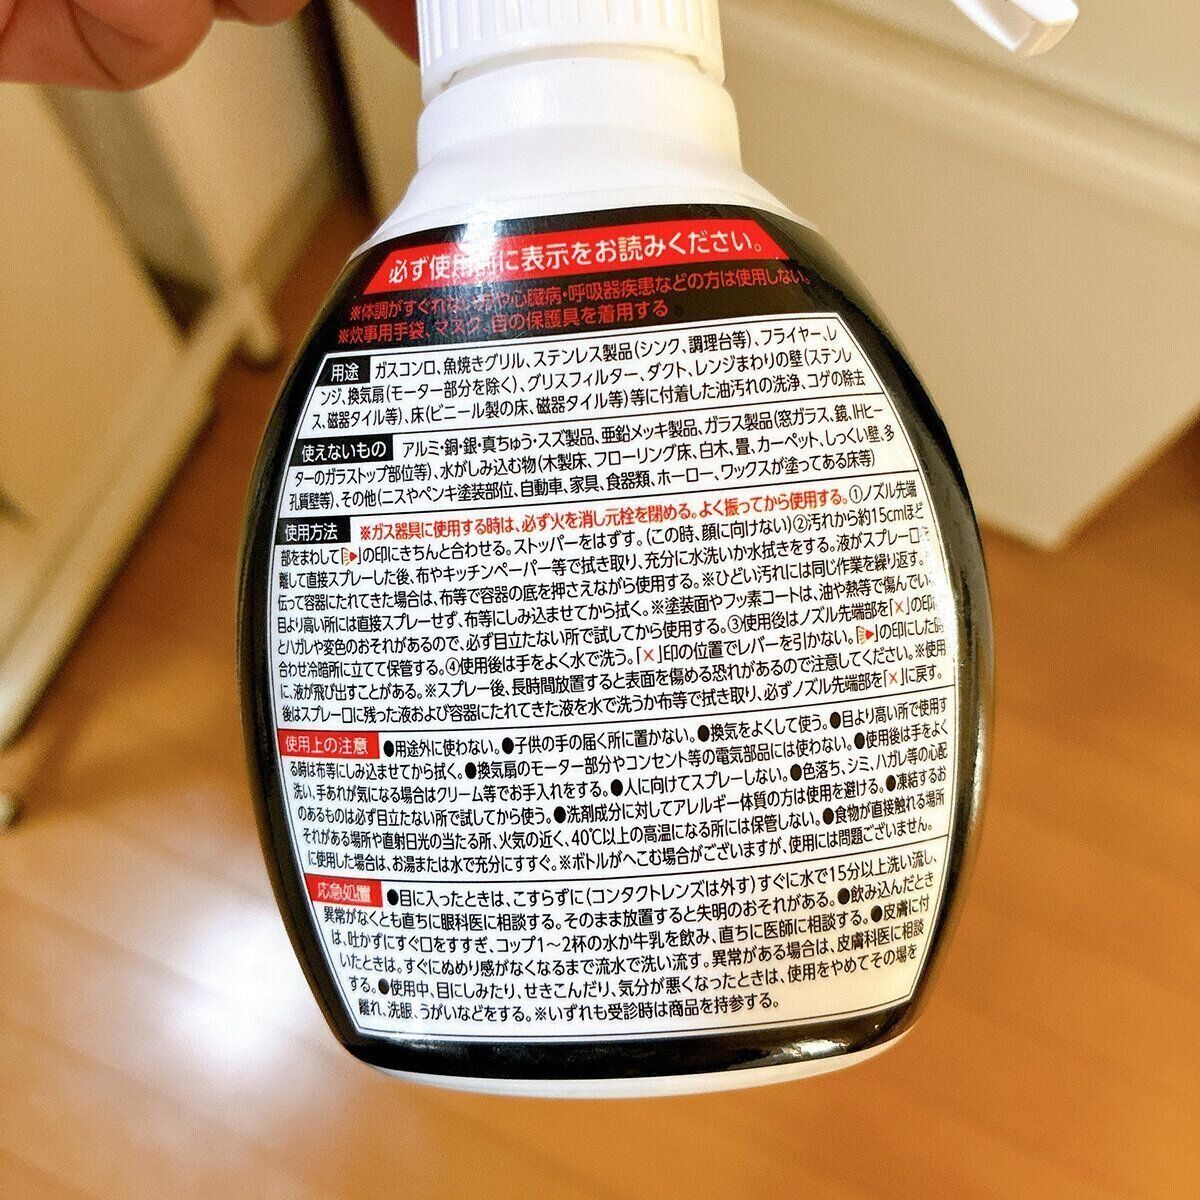 必ず使用前に表示をお読みください。
※体調がすぐれない方や心臓病・呼吸器疾患などの方は使用しない。
※炊事用手袋、マスク、目の保護具を着用する
用途 ガスコンロ、魚焼きグリル、ステンレス製品(シンク、調理台等)、フライヤー、レ
ンジ、換気扇(モーター部分を除く)、グリスフィルター、ダクト、レンジまわりの壁(ステンレ
ス、磁器タイル等)、床(ビニール製の床、磁器タイル等)等に付着した油汚れの洗浄、コゲの除去
使えないもの アルミ・銅・銀・真ちゅう・スズ製品、亜鉛メッキ製品、ガラス製品(窓ガラス、鏡、IHヒー
ターのガラストップ部位等)、水がしみ込む物(木製床、フローリング床、白木、畳、カーペット、しっくい壁、多
孔質壁等)、その他(ニスやペンキ塗装部位、自動車、家具、食器類、ホーロー、ワックスが塗ってある床等)
使用方法 ※ガス器具に使用する時は、必ず火を消し元栓を閉める。よく振ってから使用する。①ノズル先端
部をまわして「」の印にきちんと合わせる。ストッパーをはずす。(この時、顔に向けない)②汚れから約15cmほど
離して直接スプレーした後、布やキッチンペーパー等で拭き取り、充分に水洗いか水拭きをする。液がスプレー口を
伝って容器にたれてきた場合は、布等で容器の底を押さえながら使用する。※ひどい汚れには同じ作業を繰り返す。
目より高い所には直接スプレーせず、布等にしみ込ませてから拭く。※塗装面やフッ素コートは、油や熱等で傷んでい
とハガレや変色のおそれがあるので、必ず目立たない所で試してから使用する。③使用後はノズル先端部を「×」の印に
合わせ冷暗所に立てて保管する。④使用後は手をよく水で洗う。「×」印の位置でレバーを引かない。「」の印にした時
に、液が飛び出すことがある。※スプレー後、長時間放置すると表面を傷める恐れがあるので注意してください。※使用
後はスプレー口に残った液および容器にたれてきた液を水で洗うか布等で拭き取り、必ずノズル先端部を「×」に戻す。
使用上の注意 ●用途外に使わない。●子供の手の届く所に置かない。●換気をよくして使う。●目より高い所で使用す
る時は布等にしみ込ませてから拭く。●換気扇のモーター部分やコンセント等の電気部品には使わない。●使用後は手をよく
洗い、手あれが気になる場合はクリーム等でお手入れをする。●人に向けてスプレーしない。●色落ち、シミ、ハガレ等の心配
のあるものは必ず目立たない所で試してから使う。●洗剤成分に対してアレルギー体質の方は使用を避ける。●凍結するお
それがある場所や直射日光の当たる所、火気の近く、40℃以上の高温になる所には保管しない。●食物が直接触れる場所
に使用した場合は、お湯または水で充分にすすぐ。※ボトルがへこむ場合がございますが、使用には問題ございません。
応急処置 ●目に入ったときは、こすらずに(コンタクトレンズは外す)すぐに水で15分以上洗い流し、
異常がなくとも直ちに眼科医に相談する。そのまま放置すると失明のおそれがある。●飲み込んだとき
は、吐かずにすぐ口をすすぎ、コップ1〜2杯の水か牛乳を飲み、直ちに医師に相談する。●皮膚に付
いたときは。すぐにぬめり感がなくなるまで流水で洗い流す。異常がある場合は、皮膚科医に相談
する。●使用中、目にしみたり、せきこんだり、気分が悪くなったときは、使用をやめてその場を
離れ、洗眼、うがいなどをする。※いずれも受診時は商品を持参する。